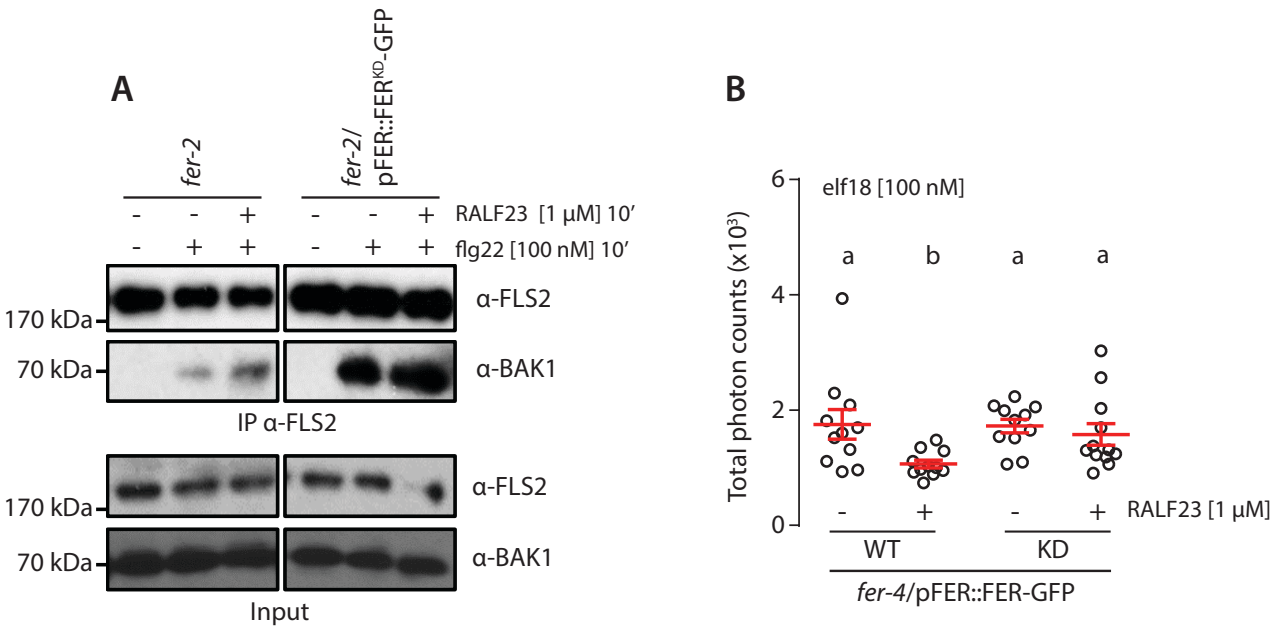 A
fer-2
fer-2/
pFER::FER^KD-GFP
- - + - - + RALF23 [1 μM] 10’
- + + - + + flg22 [100 nM] 10’
170 kDa α-FLS2
70 kDa α-BAK1
IP α-FLS2
170 kDa α-FLS2
70 kDa α-BAK1
Input
B
Total photon counts (x10³)
6
4
2
0
elf18 [100 nM]
a b a a
- + - + RALF23 [1 μM]
WT KD
fer-4/pFER::FER-GFP